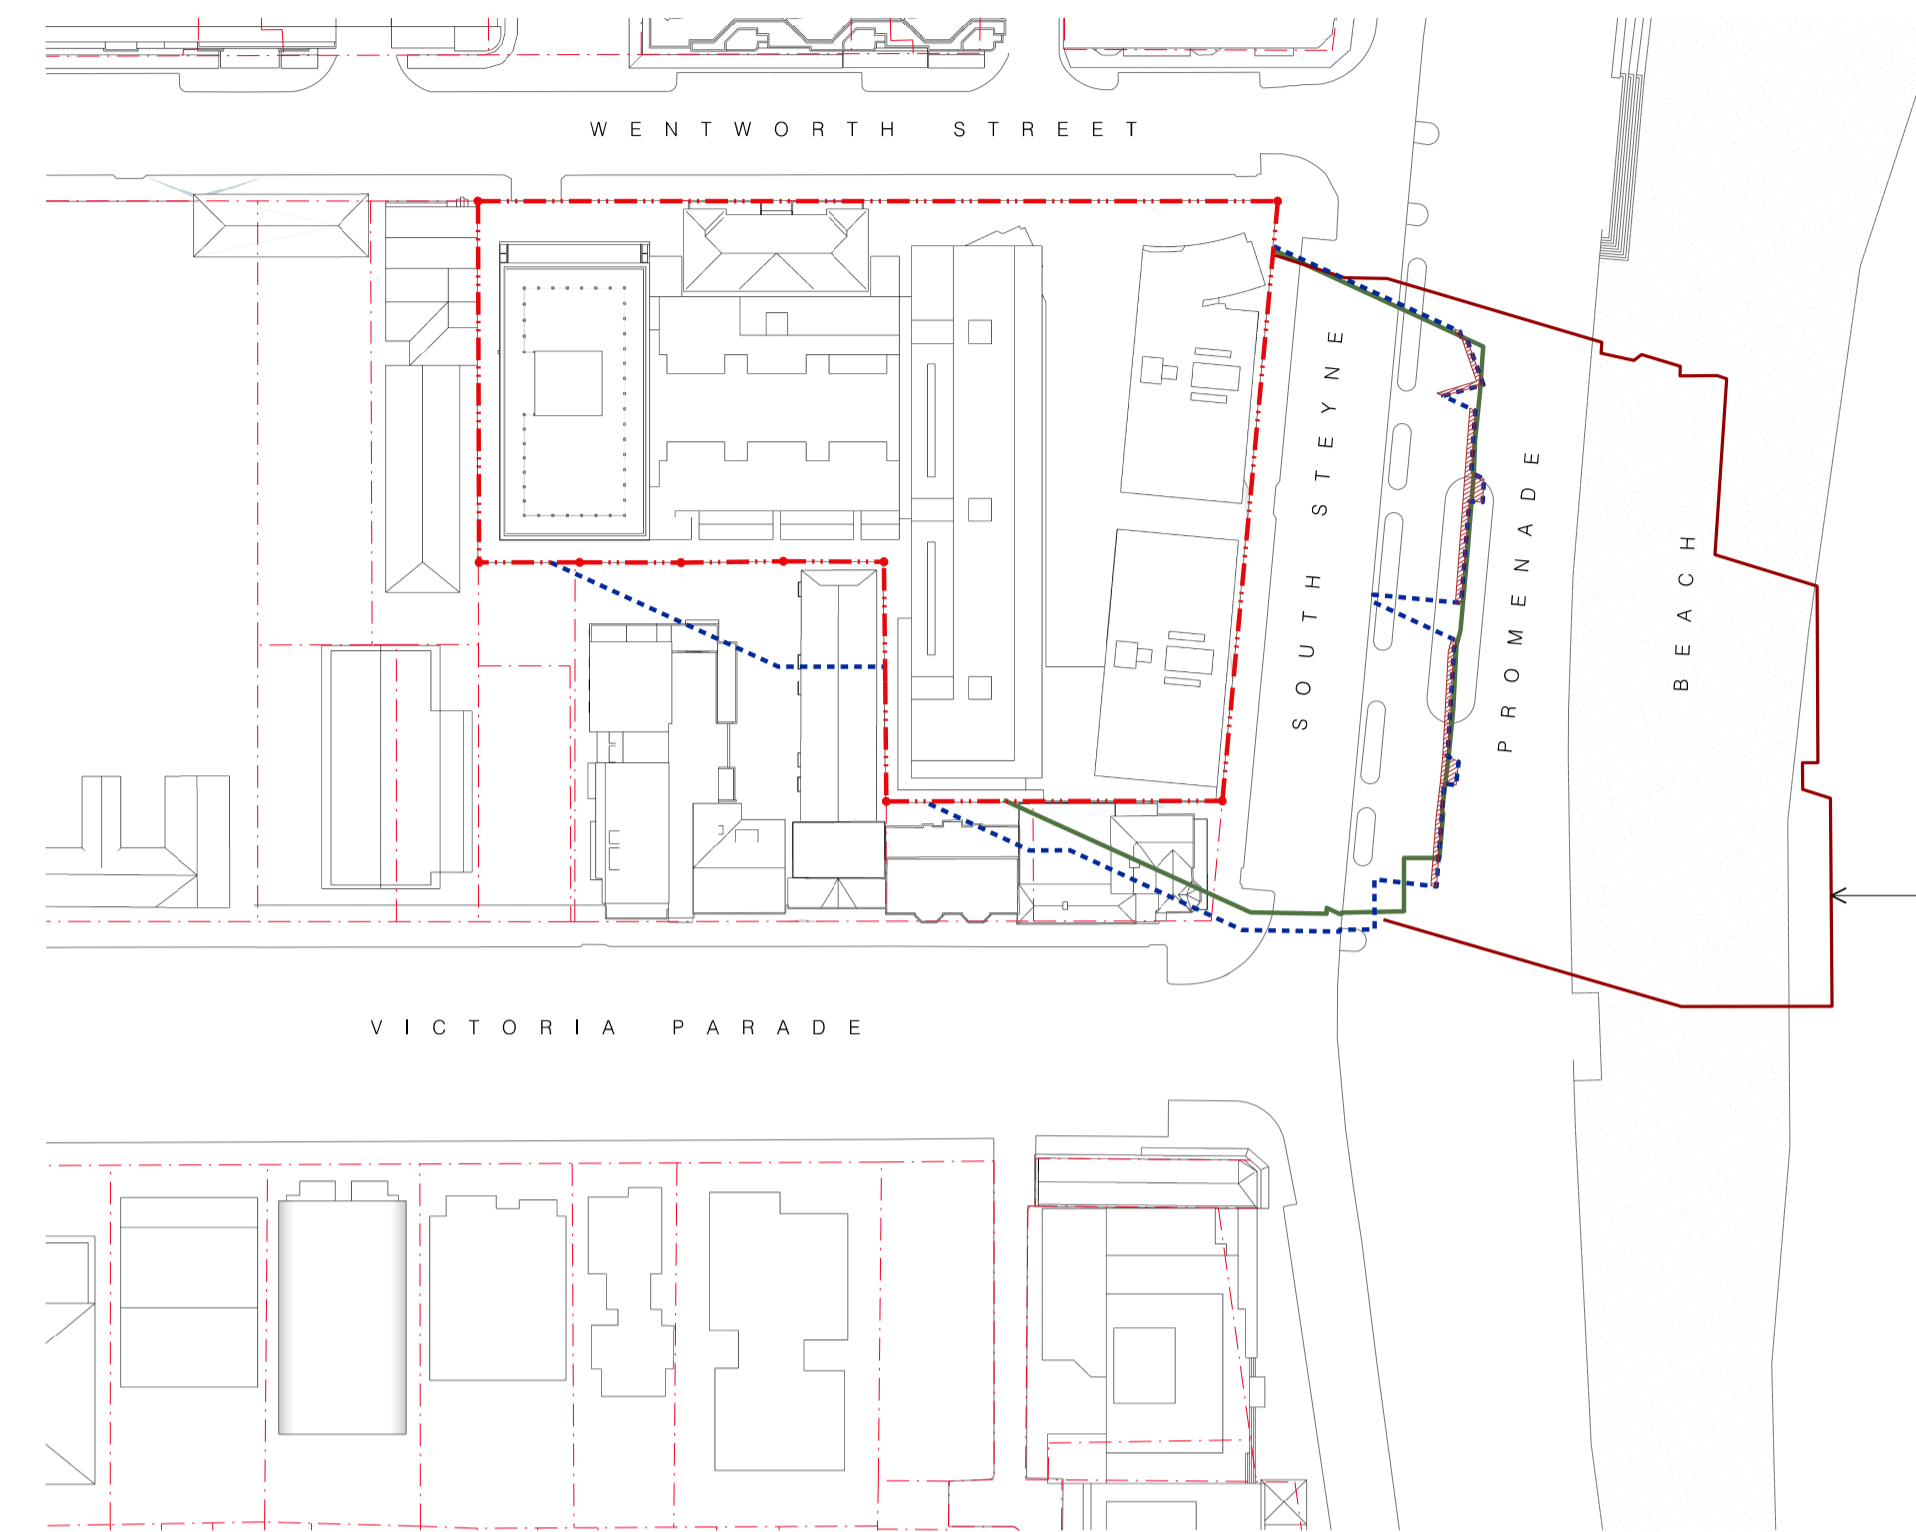 WENTWORTH STREET
SOUTH STEYNE
PROMENADE
BEACH
VICTORIA PARADE